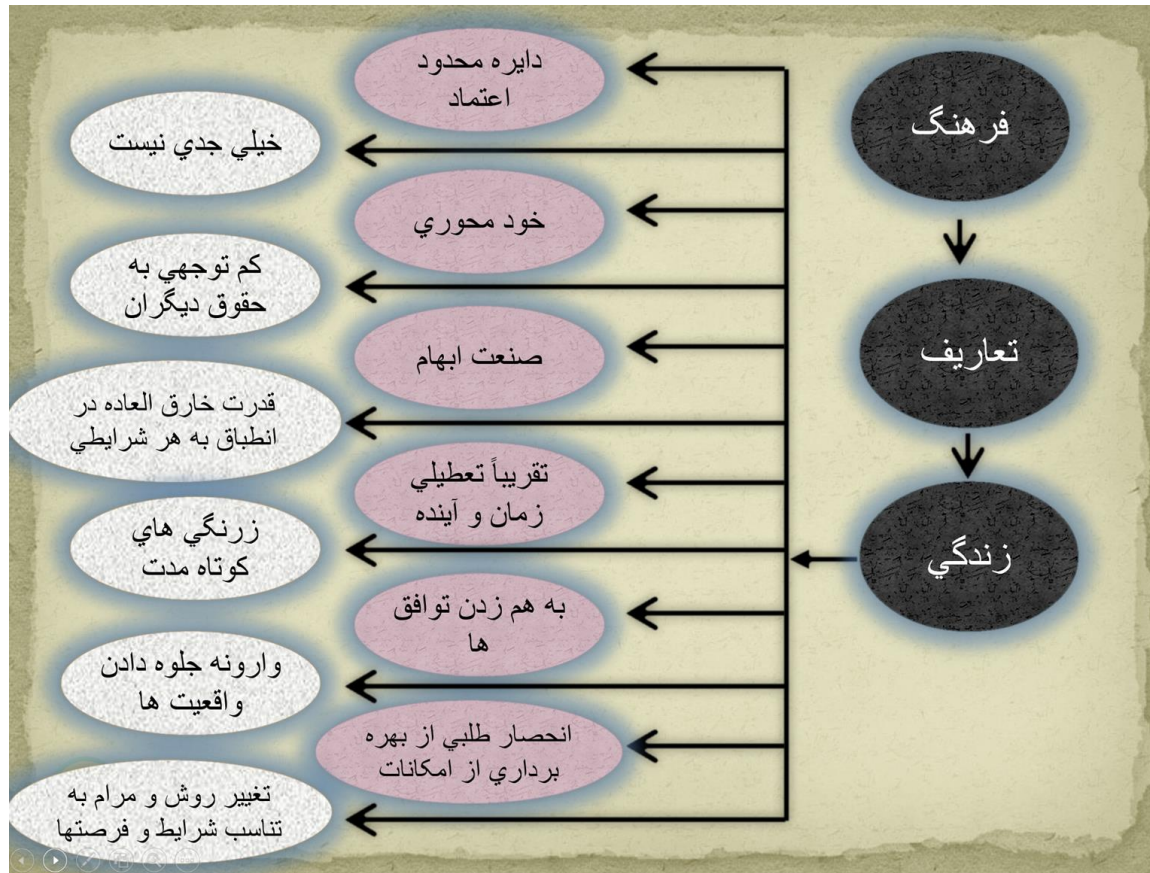 فرهنگ
تعاريف
زندگي
دايره محدود
اعتماد
خيلي جدي نيست
خود محوري
كم توجهي به
حقوق ديگران
صنعت ابهام
قدرت خارق العاده در
انطباق به هر شرايطي
تقريباً تعطيلي
زمان و آينده
زرنگي هاي
كوتاه مدت
به هم زدن توافق
ها
وارونه جلوه دادن
واقعيت ها
انحصار طلبي از بهره
برداري از امكانات
تغيير روش و مرام به
تناسب شرايط و فرصتها